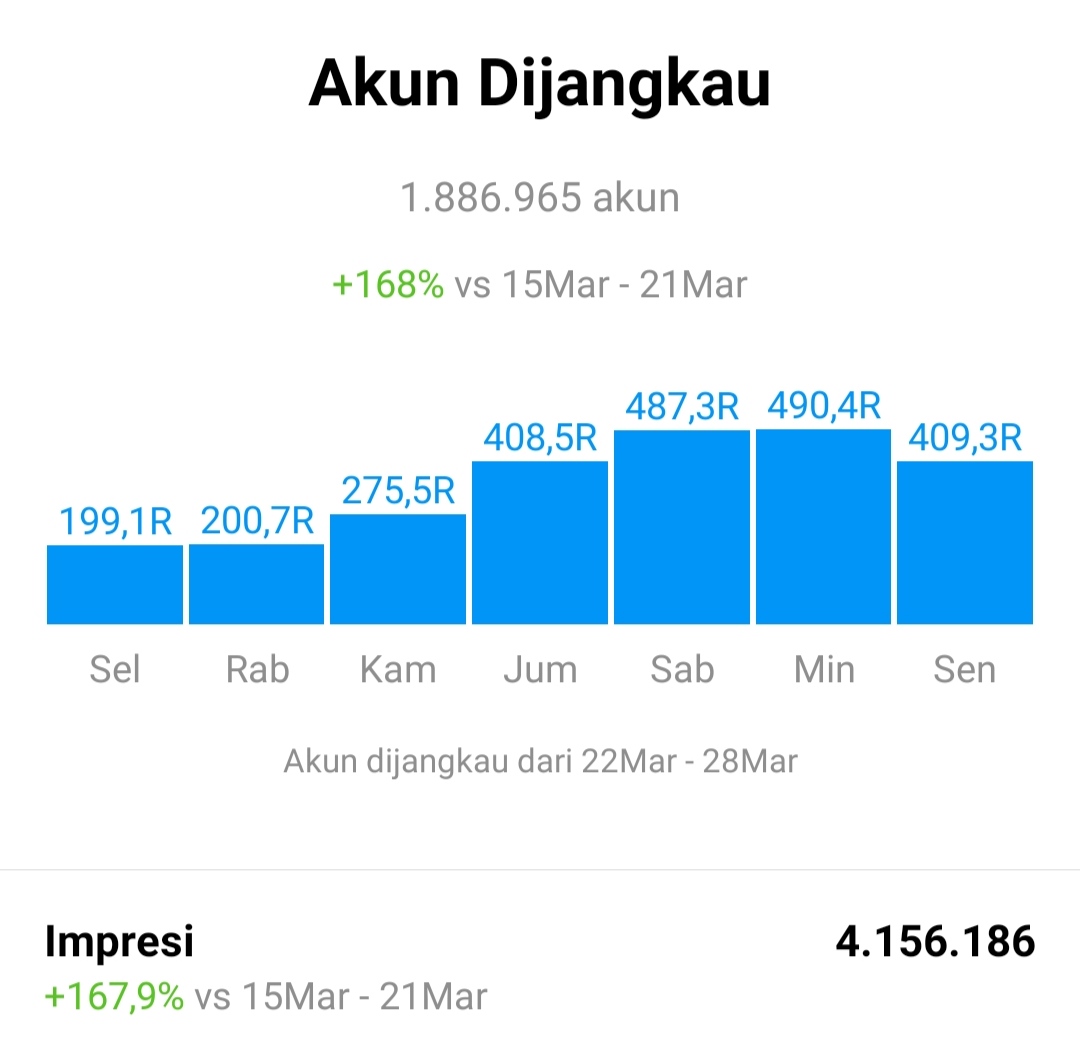 Akun Dijangkau
1.886.965 akun
+168% vs 15Mar - 21Mar
199,1R 200,7R 275,5R 408,5R 487,3R 490,4R 409,3R
Sel Rab Kam Jum Sab Min Sen
Akun dijangkau dari 22Mar - 28Mar
Impresi 4.156.186
+167,9% vs 15Mar - 21Mar